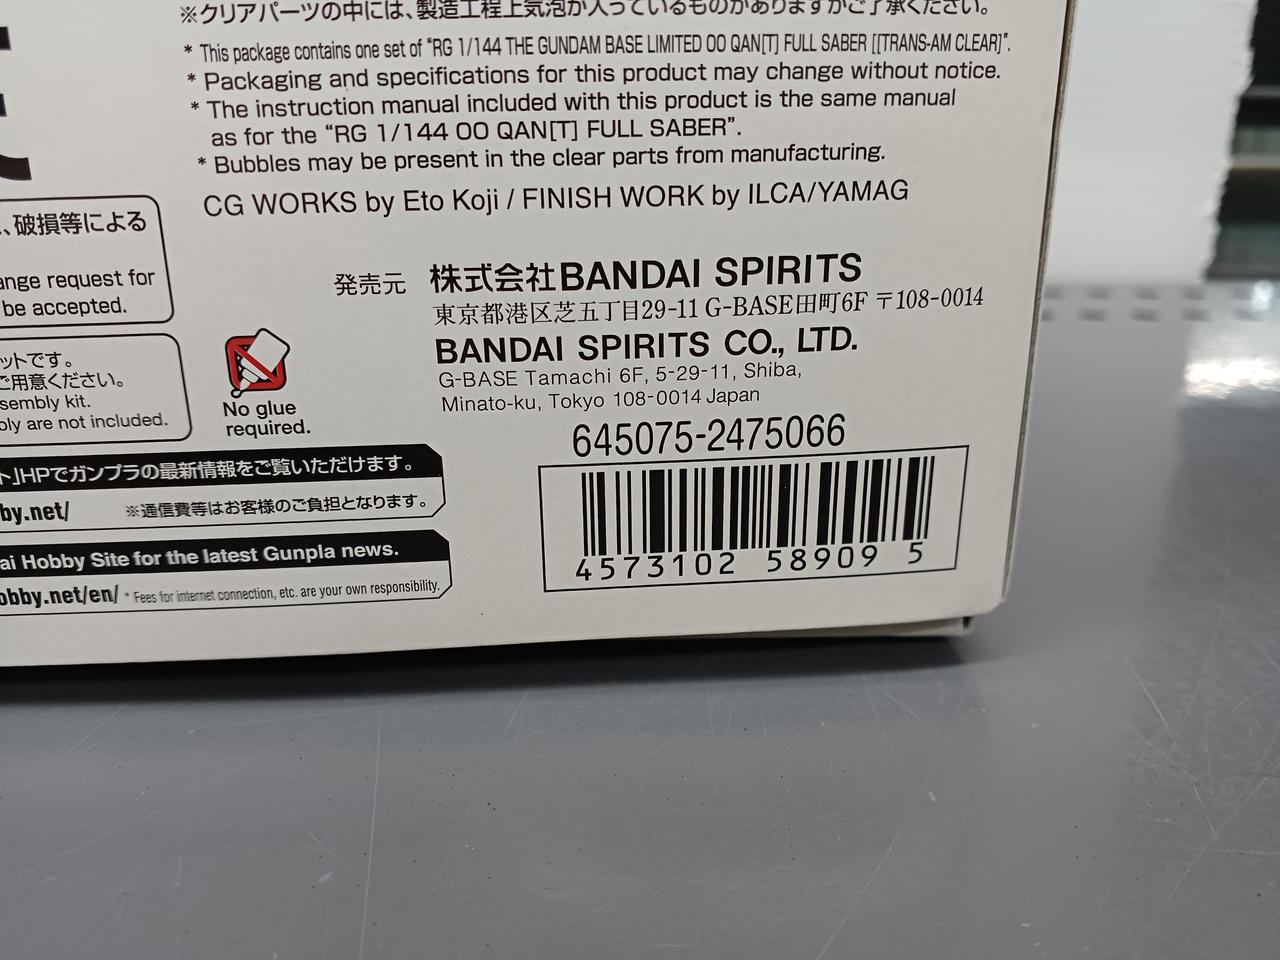 ※クリアパーツの中には、製造工程上気泡が入っているものがありますがご了承ください。
* This package contains one set of “RG 1/144 THE GUNDAM BASE LIMITED 00 QAN[T] FULL SABER [[TRANS-AM CLEAR]”.
* Packaging and specifications for this product may change without notice.
* The instruction manual included with this product is the same manual
as for the “RG 1/144 00 QAN[T] FULL SABER”.
* Bubbles may be present in the clear parts from manufacturing.
CG WORKS by Eto Koji / FINISH WORK by ILCA/YAMAG
、破損等による
ange request for
be accepted.
発売元 株式会社BANDAI SPIRITS
東京都港区芝五丁目29-11 G-BASE田町6F 〒108-0014
BANDAI SPIRITS CO., LTD.
G-BASE Tamachi 6F, 5-29-11, Shiba,
Minato-ku, Tokyo 108-0014 Japan
ットです。
ご用意ください。
sembly kit.
bly are not included.
No glue
required.
ト」HPでガンプラの最新情報をご覧いただけます。
by.net/ ※通信費等はお客様のご負担となります。
ai Hobby Site for the latest Gunpla news.
obby.net/en/ * Fees for internet connection, etc. are your own responsibility.
645075-2475066
4573102 58909 5